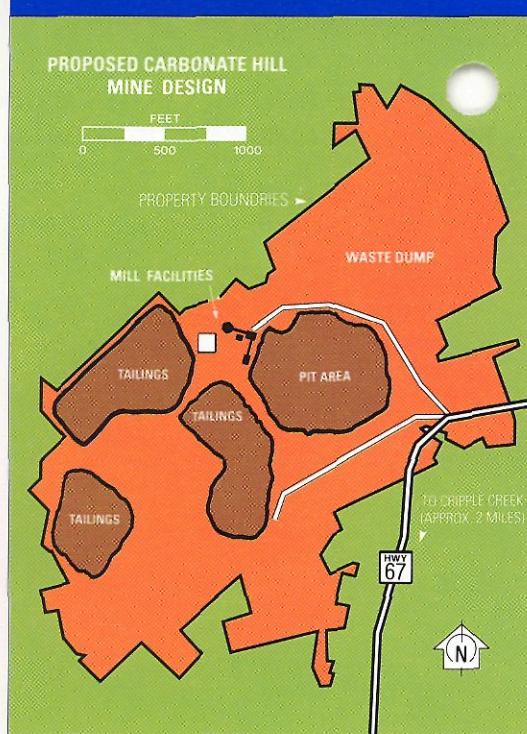 PROPOSED CARBONATE HILL
MINE DESIGN
FEET
0 500 1000
PROPERTY BOUNDRIES
WASTE DUMP
MILL FACILITIES
TAILINGS
PIT AREA
TAILINGS
TAILINGS
TO CRIPPLE CREEK
(APPROX. 2 MILES)
HWY
67
N